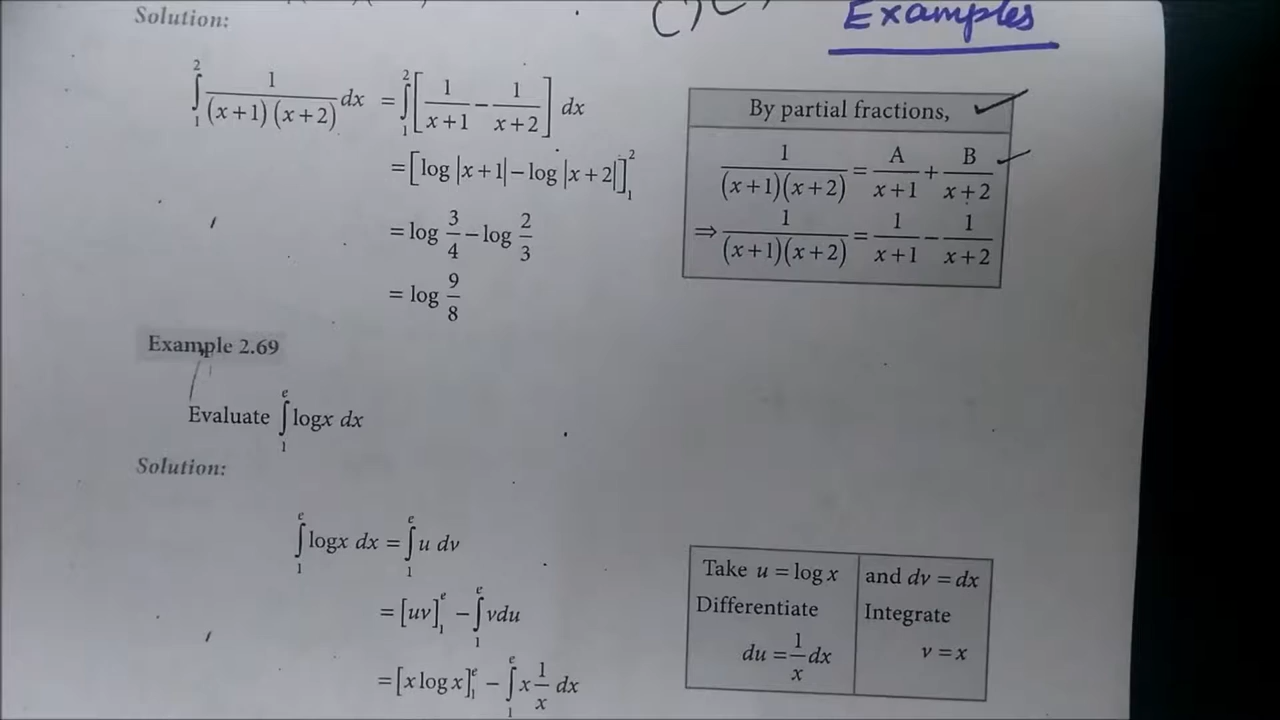 Solution:
Examples
∫₁² 1/((x+1)(x+2)) dx = ∫₁² [1/(x+1) − 1/(x+2)] dx
= [log |x+1| − log |x+2|]₁²
= log 3/4 − log 2/3
= log 9/8
By partial fractions,
1/((x+1)(x+2)) = A/(x+1) + B/(x+2)
⇒ 1/((x+1)(x+2)) = 1/(x+1) − 1/(x+2)
Example 2.69
Evaluate ∫₁ᵉ logx dx
Solution:
∫₁ᵉ logx dx = ∫₁ᵉ u dv
= [uv]₁ᵉ − ∫₁ᵉ vdu
= [x log x]₁ᵉ − ∫₁ᵉ x 1/x dx
Take u = log x and dv = dx
Differentiate Integrate
du = 1/x dx v = x